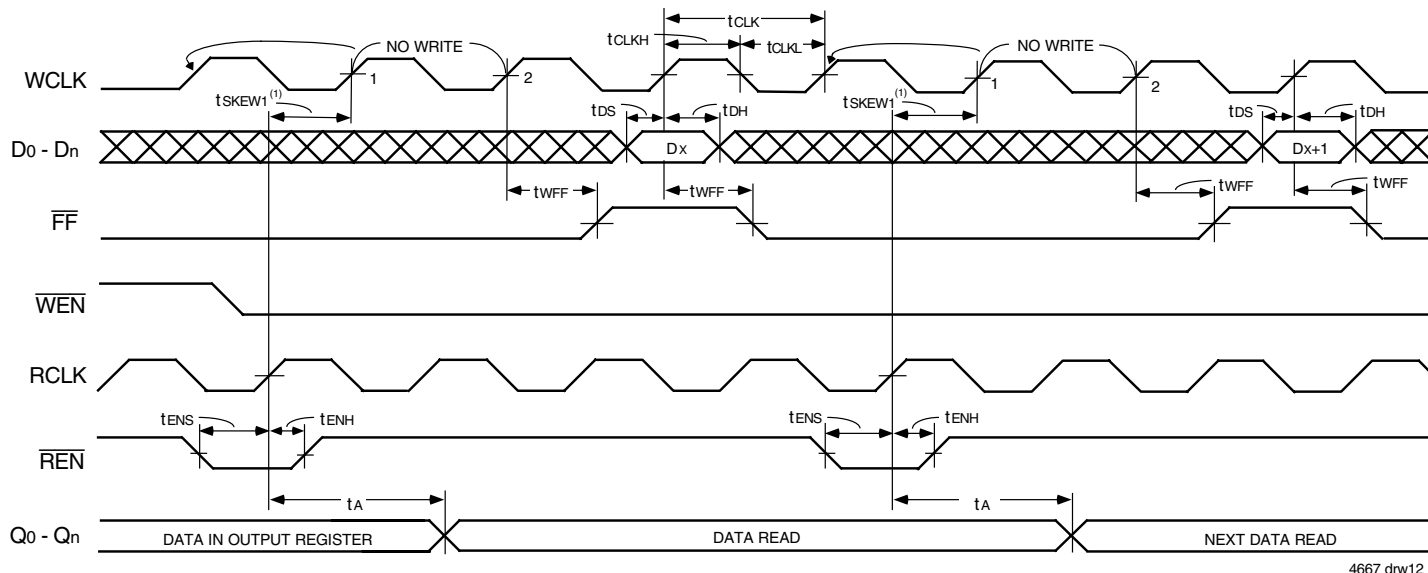 tCLK
tCLKH
tCLKL
NO WRITE
NO WRITE
WCLK
1
2
1
2
tSKEW1(1)
tDS
tDH
tSKEW1(1)
tDS
tDH
D0 - Dn
Dx
Dx+1
tWFF
tWFF
tWFF
tWFF
FF
WEN
RCLK
tENS
tENH
tENS
tENH
REN
tA
tA
Q0 - Qn
DATA IN OUTPUT REGISTER
DATA READ
NEXT DATA READ
4667 drw12